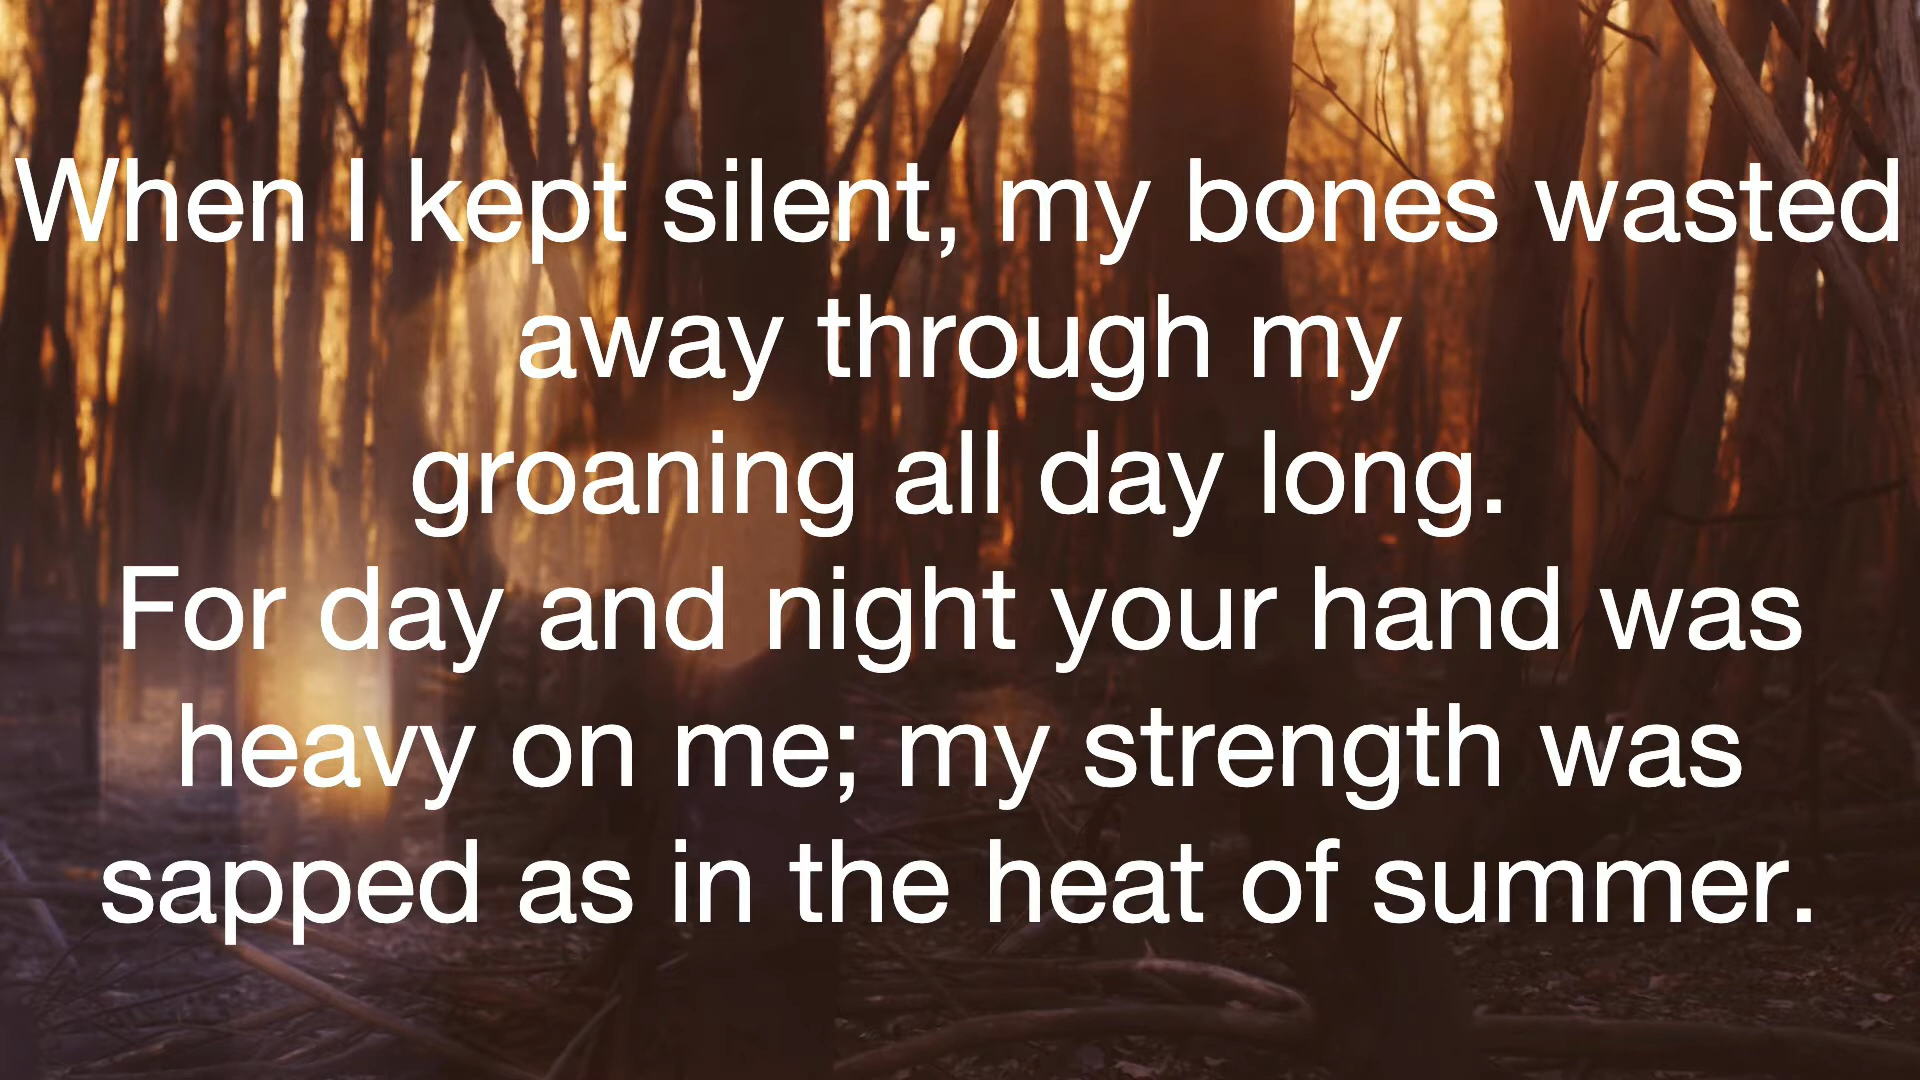 When I kept silent, my bones wasted
away through my
groaning all day long.
For day and night your hand was
heavy on me; my strength was
sapped as in the heat of summer.